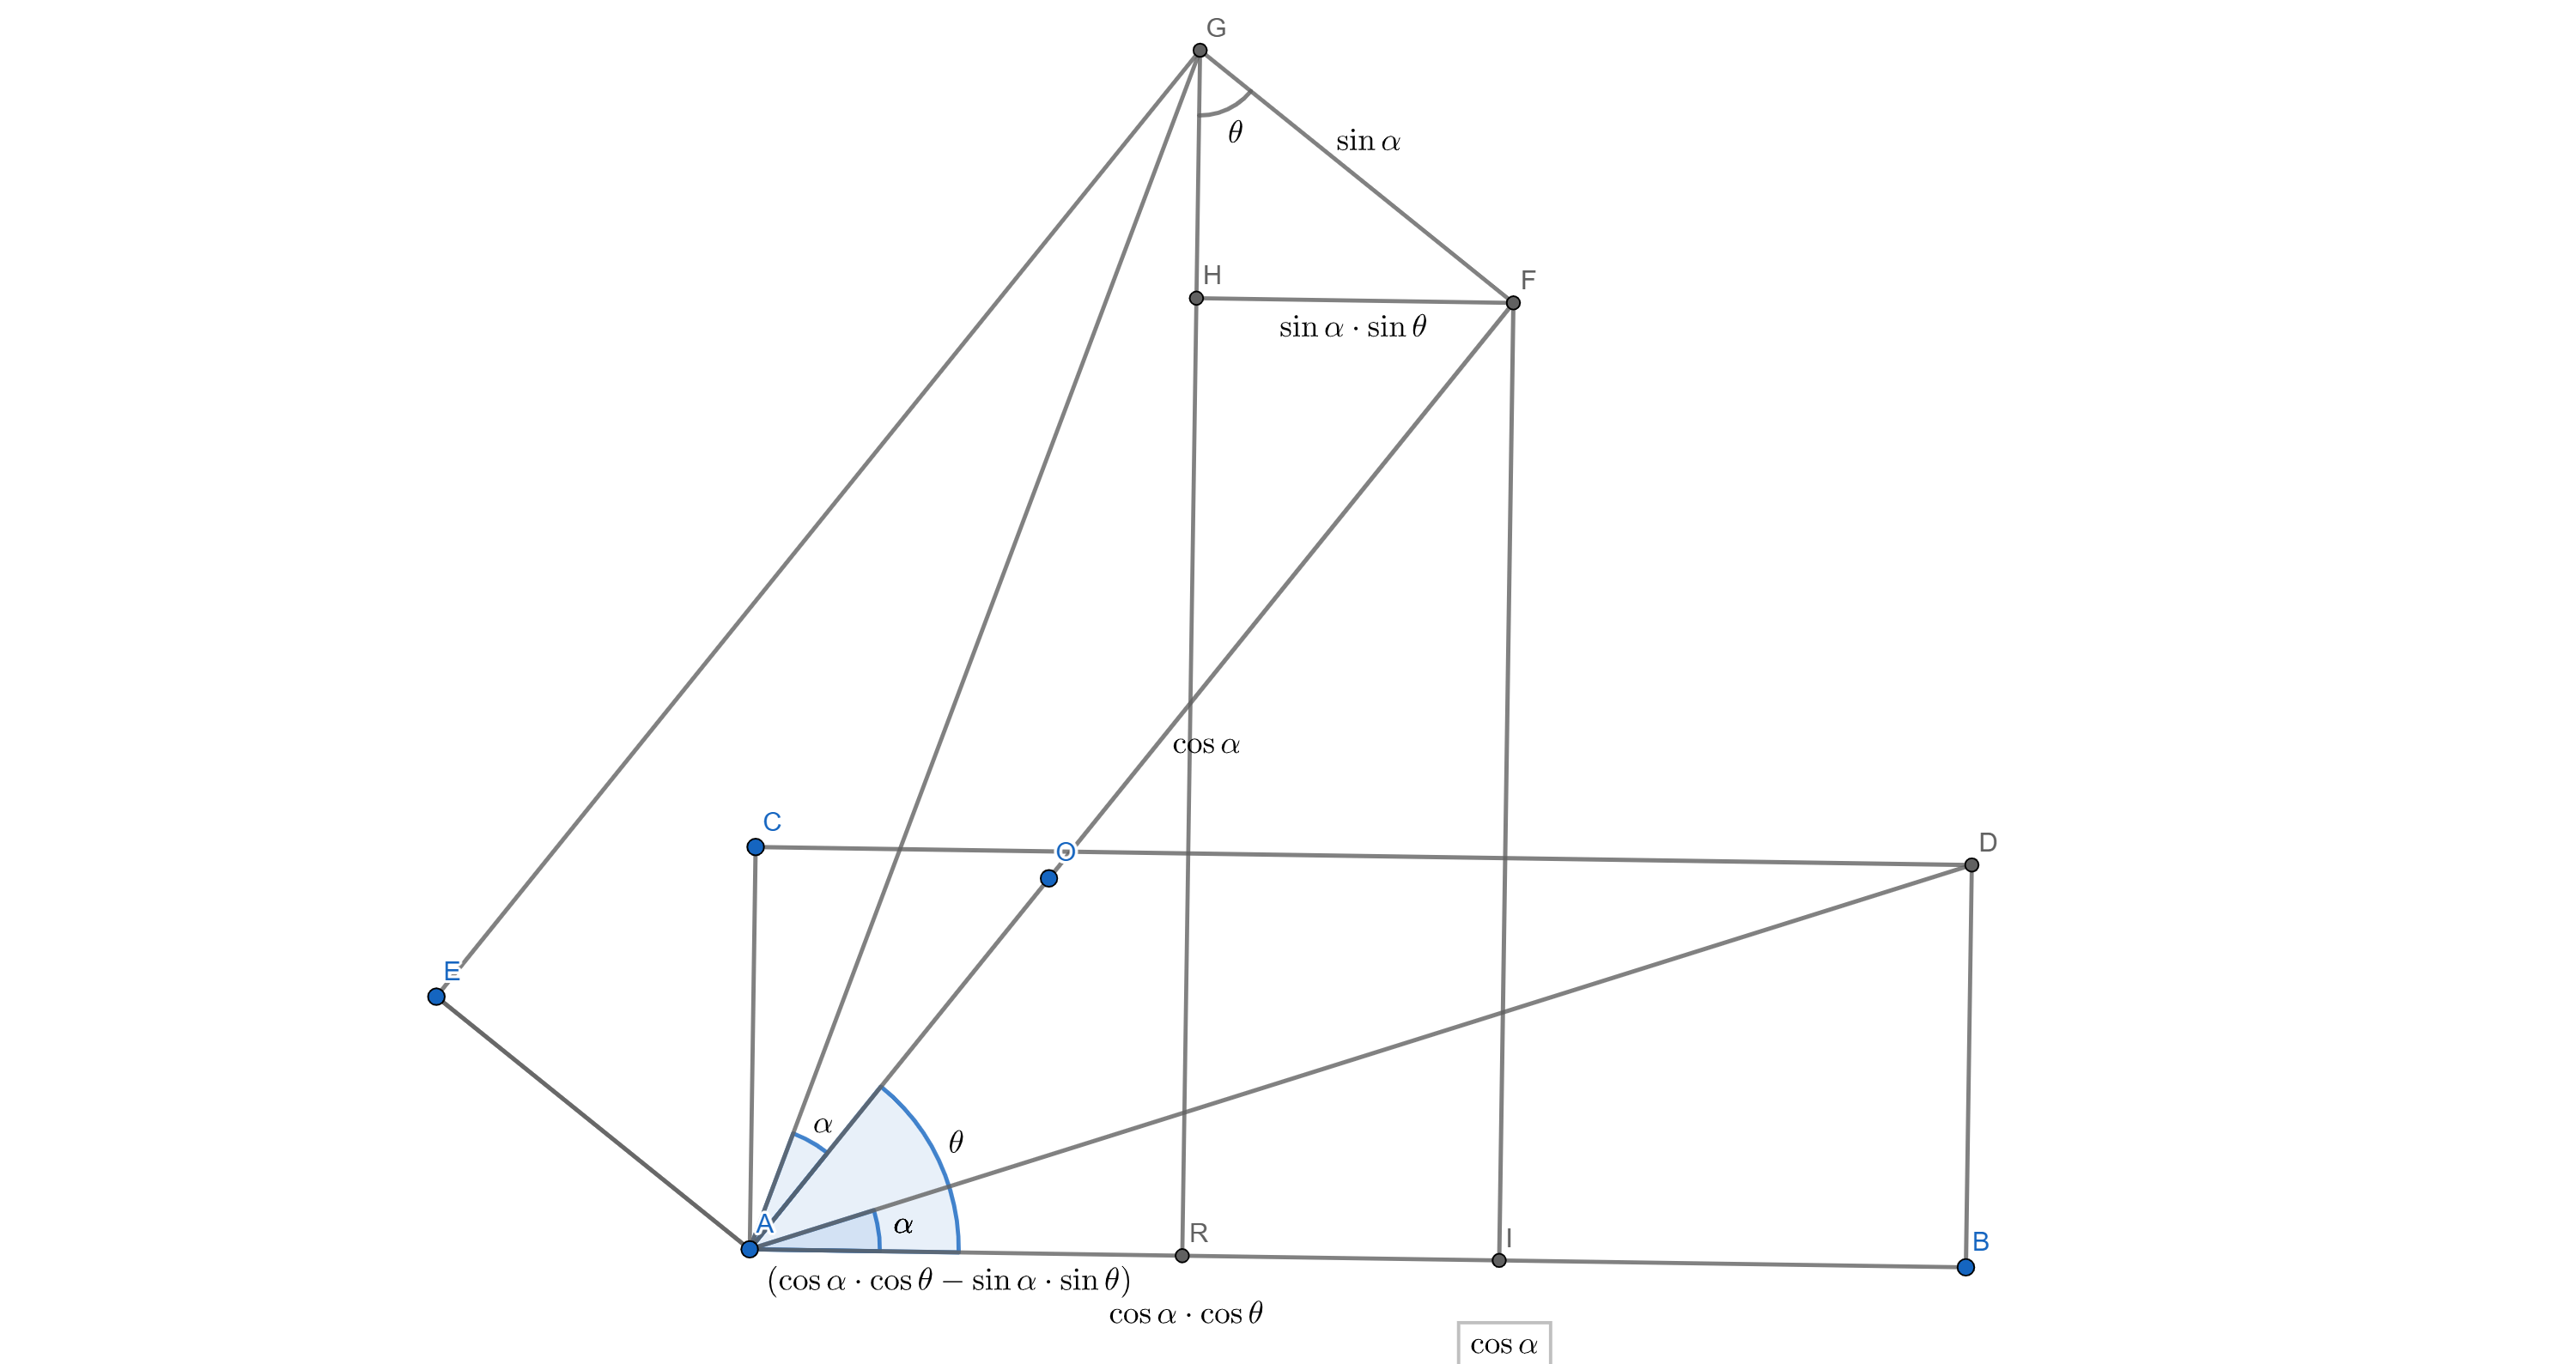 G
θ
sin α
H
F
sin α · sin θ
cos α
C
O
D
E
α
θ
A
α
R
I
B
(cos α · cos θ − sin α · sin θ)
cos α · cos θ
cos α